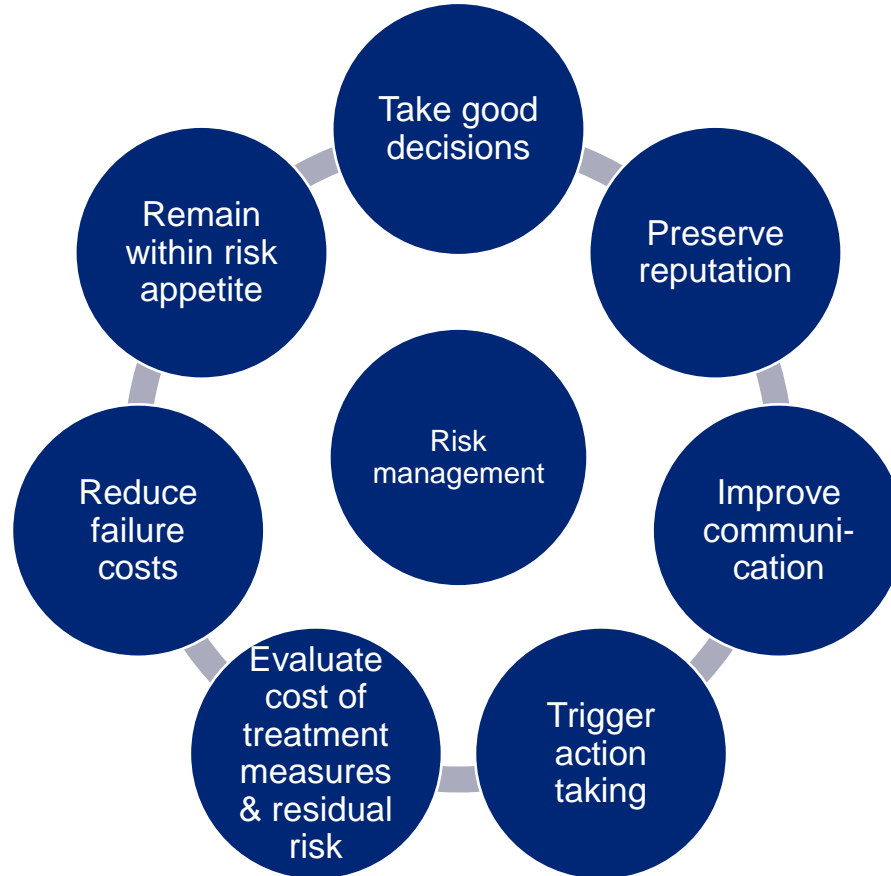 Take good
decisions
Preserve
reputation
Improve
communi-
cation
Trigger
action
taking
Evaluate
cost of
treatment
measures
& residual
risk
Reduce
failure
costs
Remain
within risk
appetite
Risk
management